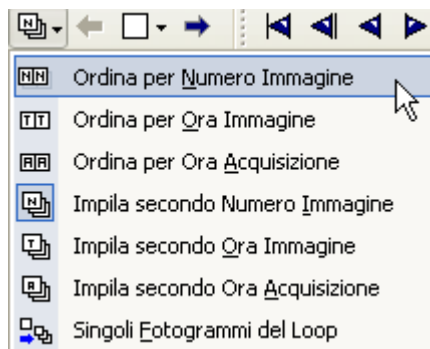 Ordina per Numero Immagine
Ordina per Ora Immagine
Ordina per Ora Acquisizione
Impila secondo Numero Immagine
Impila secondo Ora Immagine
Impila secondo Ora Acquisizione
Singoli Fotogrammi del Loop